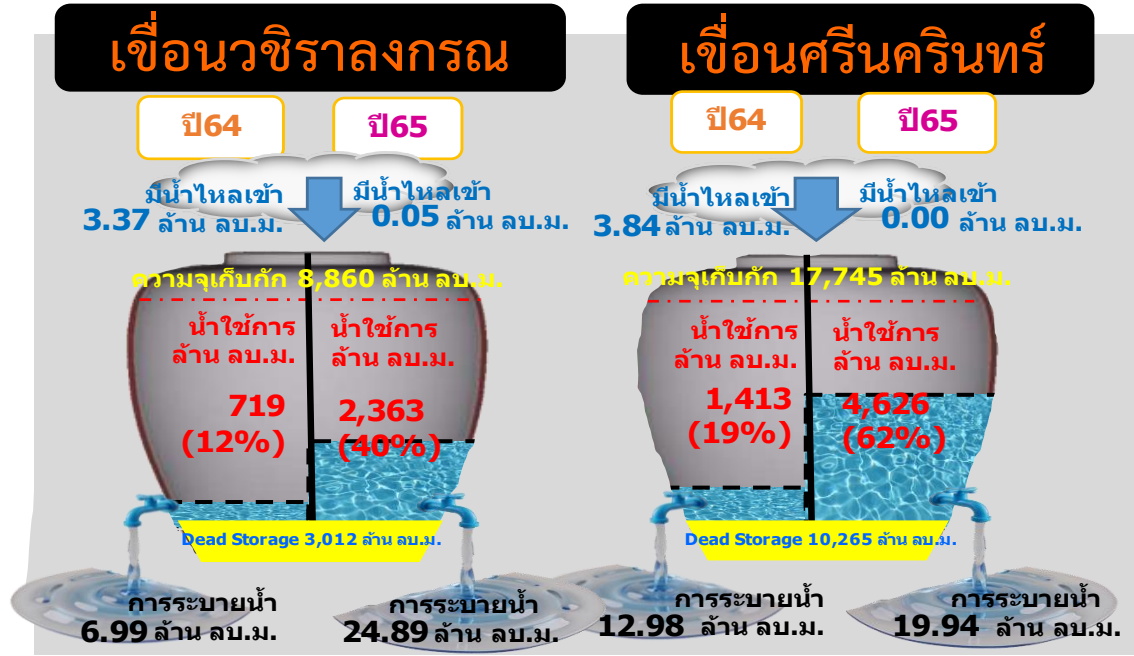 เขื่อนวชิราลงกรณ
ปี64
ปี65
มีน้ำไหลเข้า
3.37 ล้าน ลบ.ม.
มีน้ำไหลเข้า
0.05 ล้าน ลบ.ม.
ความจุเก็บกัก 8,860 ล้าน ลบ.ม.
น้ำใช้การ
ล้าน ลบ.ม.
719
(12%)
น้ำใช้การ
ล้าน ลบ.ม.
2,363
(40%)
Dead Storage 3,012 ล้าน ลบ.ม.
การระบายน้ำ
6.99 ล้าน ลบ.ม.
การระบายน้ำ
24.89 ล้าน ลบ.ม.
เขื่อนศรีนครินทร์
ปี64
ปี65
มีน้ำไหลเข้า
3.84 ล้าน ลบ.ม.
มีน้ำไหลเข้า
0.00 ล้าน ลบ.ม.
ความจุเก็บกัก 17,745 ล้าน ลบ.ม.
น้ำใช้การ
ล้าน ลบ.ม.
1,413
(19%)
น้ำใช้การ
ล้าน ลบ.ม.
4,626
(62%)
Dead Storage 10,265 ล้าน ลบ.ม.
การระบายน้ำ
12.98 ล้าน ลบ.ม.
การระบายน้ำ
19.94 ล้าน ลบ.ม.